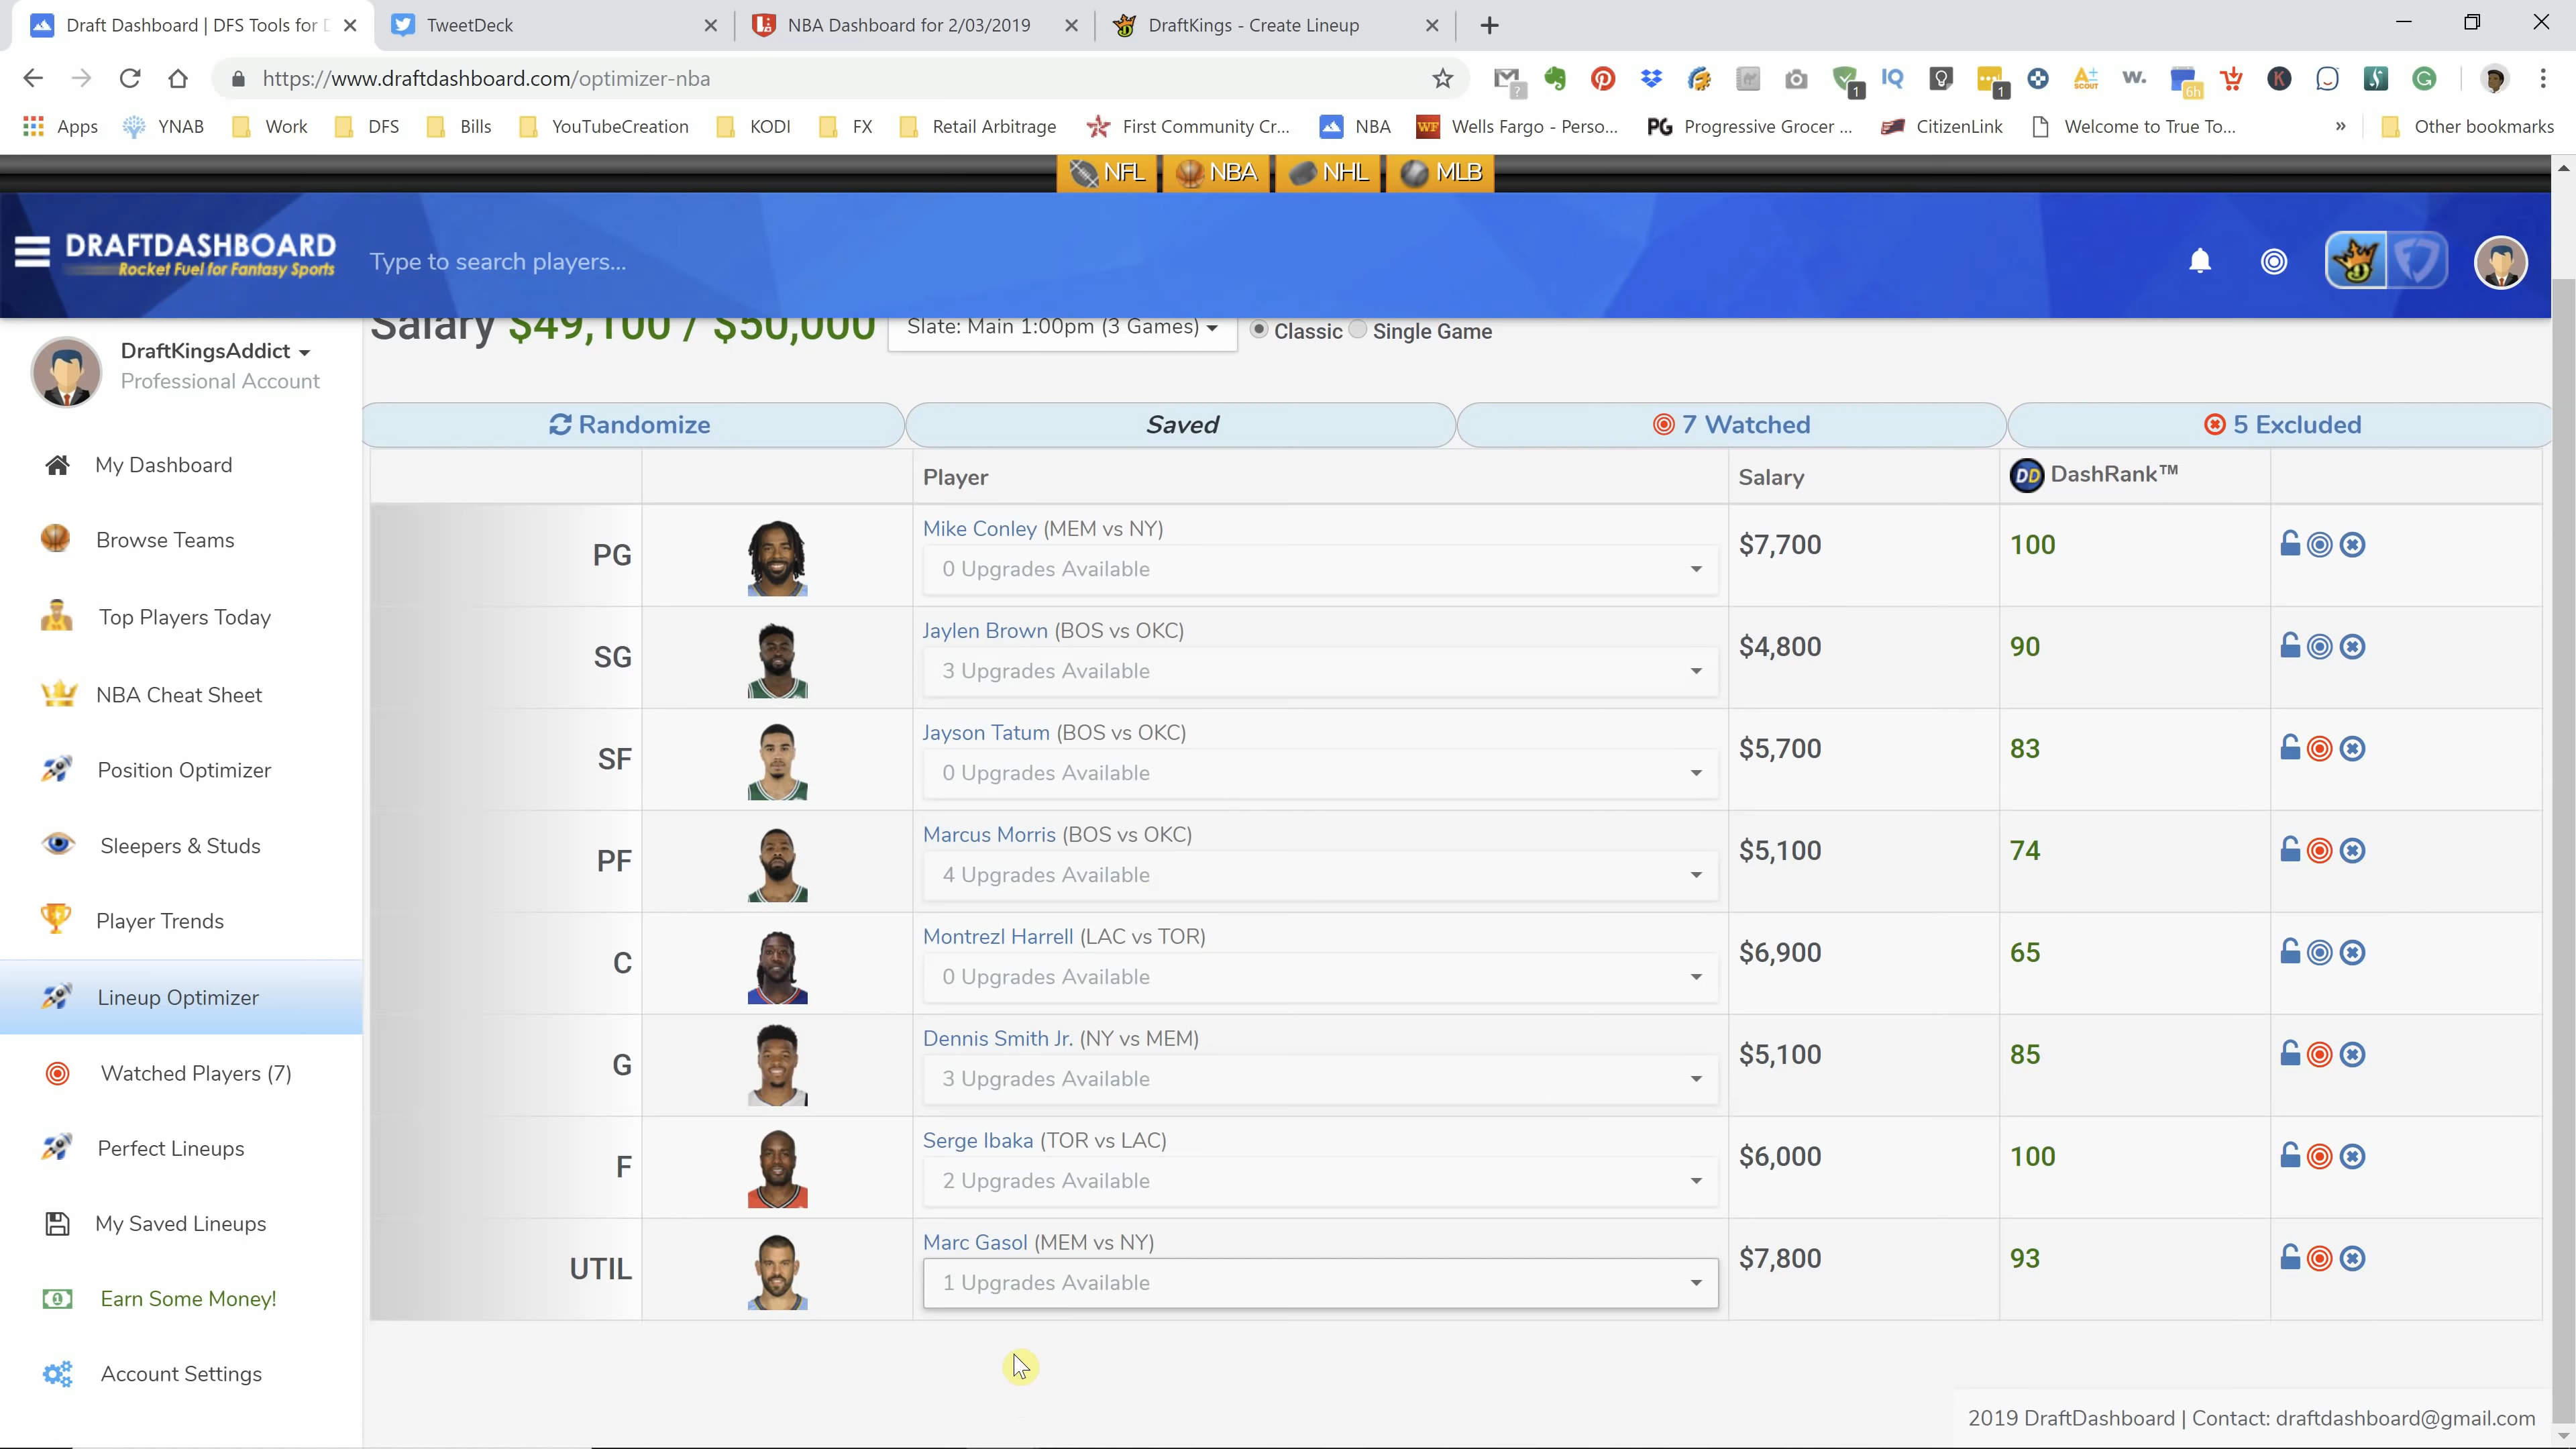 Draft Dashboard | DFS Tools for D
TweetDeck
NBA Dashboard for 2/03/2019
DraftKings - Create Lineup
https://www.draftdashboard.com/optimizer-nba
Apps
YNAB
Work
DFS
Bills
YouTubeCreation
KODI
FX
Retail Arbitrage
First Community Cr...
NBA
Wells Fargo - Perso...
Progressive Grocer ...
CitizenLink
Welcome to True To...
Other bookmarks
NFL NBA NHL MLB
DRAFTDASHBOARD
Rocket Fuel for Fantasy Sports
Type to search players...
Salary $49,100 / $50,000
Slate: Main 1:00pm (3 Games)
Classic Single Game
DraftKingsAddict
Professional Account
My Dashboard
Browse Teams
Top Players Today
NBA Cheat Sheet
Position Optimizer
Sleepers & Studs
Player Trends
Lineup Optimizer
Watched Players (7)
Perfect Lineups
My Saved Lineups
Earn Some Money!
Account Settings
Randomize Saved 7 Watched 5 Excluded
Player Salary DD DashRank™
PG Mike Conley (MEM vs NY) $7,700 100
0 Upgrades Available
SG Jaylen Brown (BOS vs OKC) $4,800 90
3 Upgrades Available
SF Jayson Tatum (BOS vs OKC) $5,700 83
0 Upgrades Available
PF Marcus Morris (BOS vs OKC) $5,100 74
4 Upgrades Available
C Montrezl Harrell (LAC vs TOR) $6,900 65
0 Upgrades Available
G Dennis Smith Jr. (NY vs MEM) $5,100 85
3 Upgrades Available
F Serge Ibaka (TOR vs LAC) $6,000 100
2 Upgrades Available
UTIL Marc Gasol (MEM vs NY) $7,800 93
1 Upgrades Available
2019 DraftDashboard | Contact: draftdashboard@gmail.com